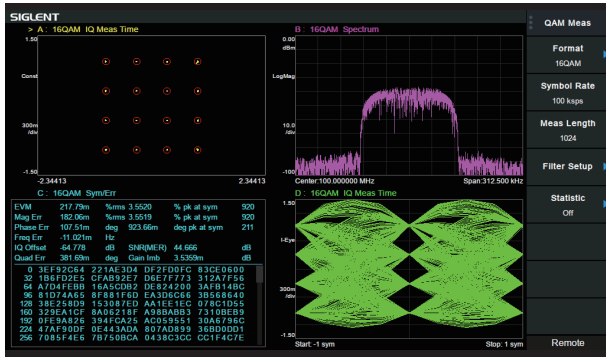 SIGLENT
> A : 16QAM IQ Meas Time
1.50
Const
300m
/div
-1.50
-2.34413 2.34413
B : 16QAM Spectrum
0.00
dBm
LogMag
10.0
/div
-100
Center:100.000000 MHz Span:312.500 kHz
C : 16QAM Sym/Err
EVM 217.79m %rms 3.5520 % pk at sym 920
Mag Err 182.06m %rms 3.5519 % pk at sym 920
Phase Err 107.51m deg 923.66m deg pk at sym 211
Freq Err -11.021m Hz
IQ Offset -64.778 dB SNR(MER) 44.666 dB
Quad Err 381.69m deg Gain Imb 3.5359m dB
0 3EF92C64 221AE3D4 DF2FD0FC 83CE0600
32 1B6FD2E5 CFAB92E7 D6E7F773 312A7F56
64 A7D4FEBB 16A5CDB2 DE824200 3AFB14BC
96 81D74A65 8F881F6D EA3D6C66 3B568640
128 38E258D9 153087ED AA1EE1EC 078C1D55
160 329EA1CF 8A06218F A98BABB3 7310BEB9
192 0FE9A826 394FCA25 AC059551 30A6796C
224 47AF90DF 0E443ADA 807AD899 36BD0DD1
256 7085F4E6 7B750BCA 0438C3CC CC1F4C7E
D : 16QAM IQ Meas Time
1.50
I-Eye
300m
/div
-1.50
Start: -1 sym Stop: 1 sym
QAM Meas
Format
16QAM
Symbol Rate
100 ksps
Meas Length
1024
Filter Setup
Statistic
Off
Remote